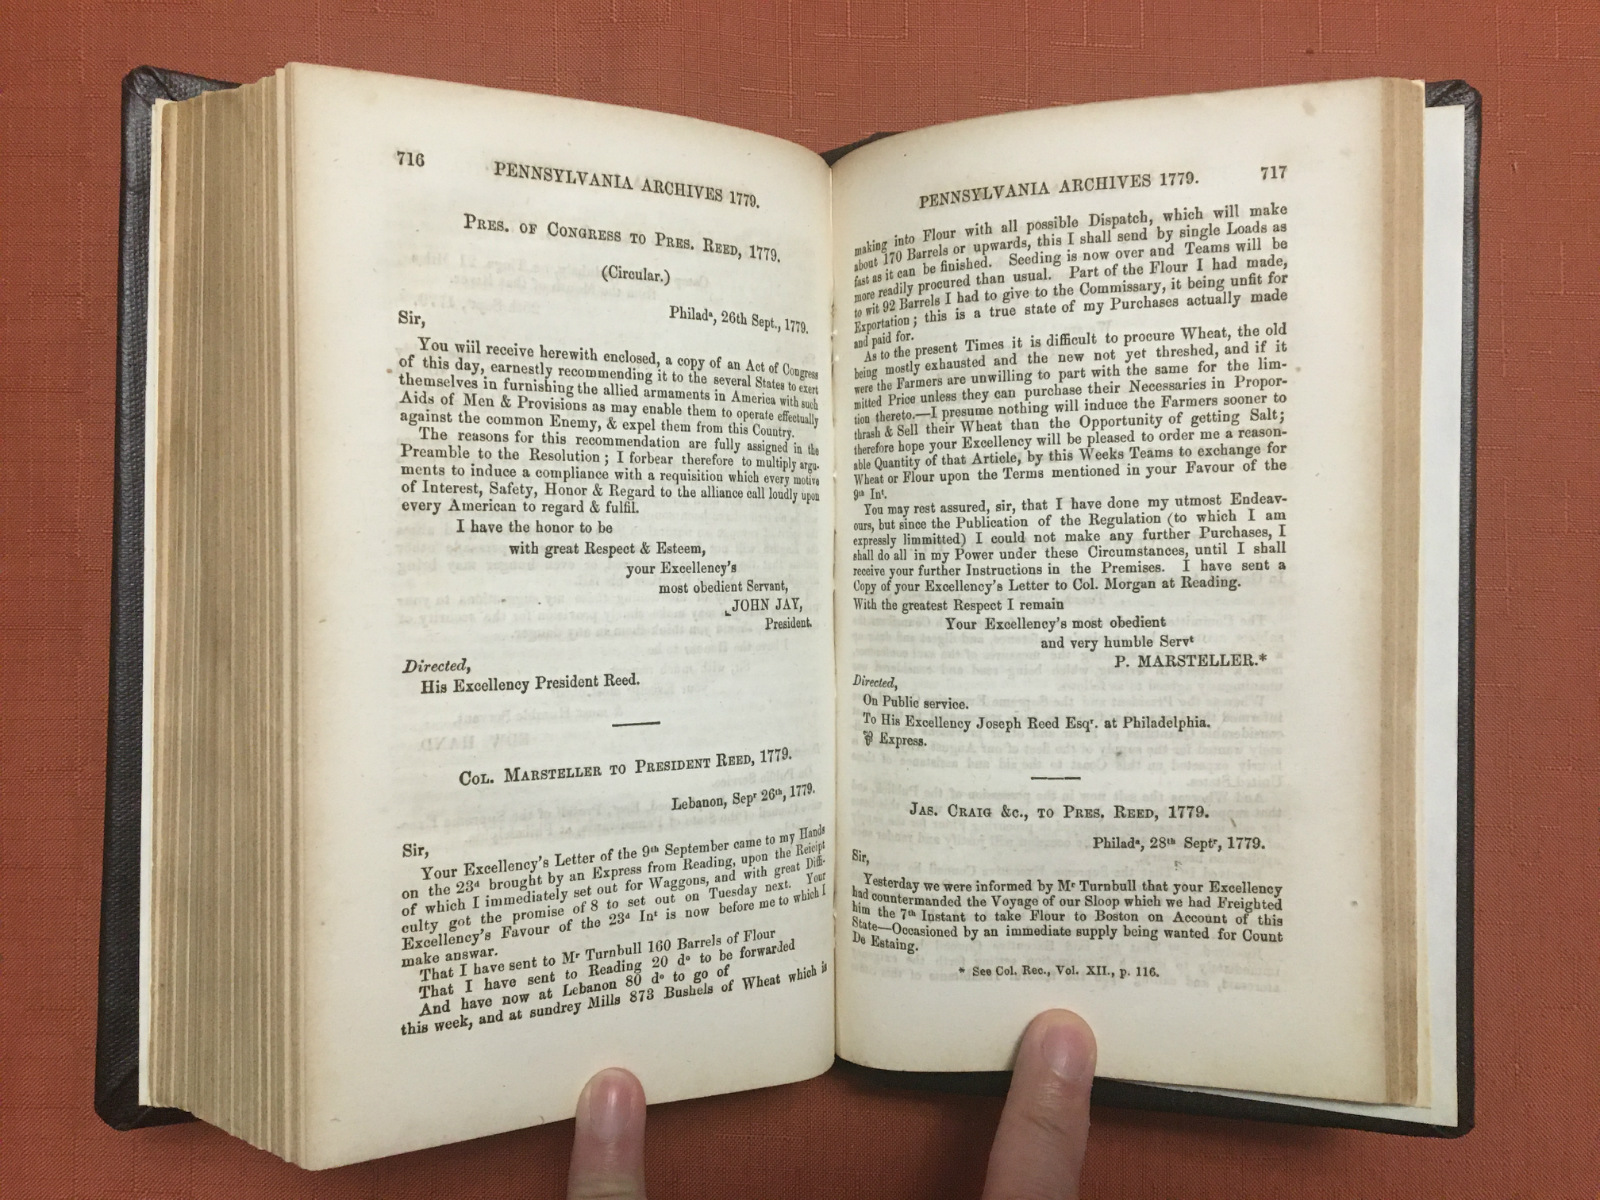 716
PENNSYLVANIA ARCHIVES 1779.
PRES. OF CONGRESS TO PRES. REED, 1779.
(Circular.)
Philadᵃ, 26th Sept., 1779.
Sir,
You wiil receive herewith enclosed, a copy of an Act of Congress
of this day, earnestly recommending it to the several States to exert
themselves in furnishing the allied armaments in America with such
Aids of Men & Provisions as may enable them to operate effectually
against the common Enemy, & expel them from this Country.
The reasons for this recommendation are fully assigned in the
Preamble to the Resolution ; I forbear therefore to multiply argu-
ments to induce a compliance with a requisition which every motive
of Interest, Safety, Honor & Regard to the alliance call loudly upon
every American to regard & fulfil.
I have the honor to be
with great Respect & Esteem,
your Excellency's
most obedient Servant,
JOHN JAY,
President.
Directed,
His Excellency President Reed.
COL. MARSTELLER TO PRESIDENT REED, 1779.
Lebanon, Sepʳ 26ᵗʰ, 1779.
Sir,
Your Excellency's Letter of the 9ᵗʰ September came to my Hands
on the 23ᵈ brought by an Express from Reading, upon the Reicipt
of which I immediately set out for Waggons, and with great Diffi-
culty got the promise of 8 to set out on Tuesday next. Your
Excellency's Favour of the 23ᵈ Inᵗ is now before me to which I
make answar.
That I have sent to Mʳ Turnbull 160 Barrels of Flour
That I have sent to Reading 20 dᵒ to be forwarded
And have now at Lebanon 80 dᵒ to go of
this week, and at sundrey Mills 873 Bushels of Wheat which is
PENNSYLVANIA ARCHIVES 1779.
717
making into Flour with all possible Dispatch, which will make
about 170 Barrels or upwards, this I shall send by single Loads as
fast as it can be finished. Seeding is now over and Teams will be
more readily procured than usual. Part of the Flour I had made,
to wit 92 Barrels I had to give to the Commissary, it being unfit for
Exportation ; this is a true state of my Purchases actually made
and paid for.
As to the present Times it is difficult to procure Wheat, the old
being mostly exhausted and the new not yet threshed, and if it
were the Farmers are unwilling to part with the same for the lim-
mitted Price unless they can purchase their Necessaries in Propor-
tion thereto.—I presume nothing will induce the Farmers sooner to
thrash & Sell their Wheat than the Opportunity of getting Salt;
therefore hope your Excellency will be pleased to order me a reason-
able Quantity of that Article, by this Weeks Teams to exchange for
Wheat or Flour upon the Terms mentioned in your Favour of the
9ᵗʰ Inᵗ.
You may rest assured, sir, that I have done my utmost Endeav-
ours, but since the Publication of the Regulation (to which I am
expressly limmitted) I could not make any further Purchases, I
shall do all in my Power under these Circumstances, until I shall
receive your further Instructions in the Premises. I have sent a
Copy of your Excellency's Letter to Col. Morgan at Reading.
With the greatest Respect I remain
Your Excellency's most obedient
and very humble Servᵗ
P. MARSTELLER.*
Directed,
On Public service.
To His Excellency Joseph Reed Esqʳ. at Philadelphia.
⅌ Express.
JAS. CRAIG &c., TO PRES. REED, 1779.
Philadᵃ, 28ᵗʰ Septʳ, 1779.
Sir,
Yesterday we were informed by Mʳ Turnbull that your Excellency
had countermanded the Voyage of our Sloop which we had Freighted
him the 7ᵗʰ Instant to take Flour to Boston on Account of this
State—Occasioned by an immediate supply being wanted for Count
De Estaing.
* See Col. Rec., Vol. XII., p. 116.